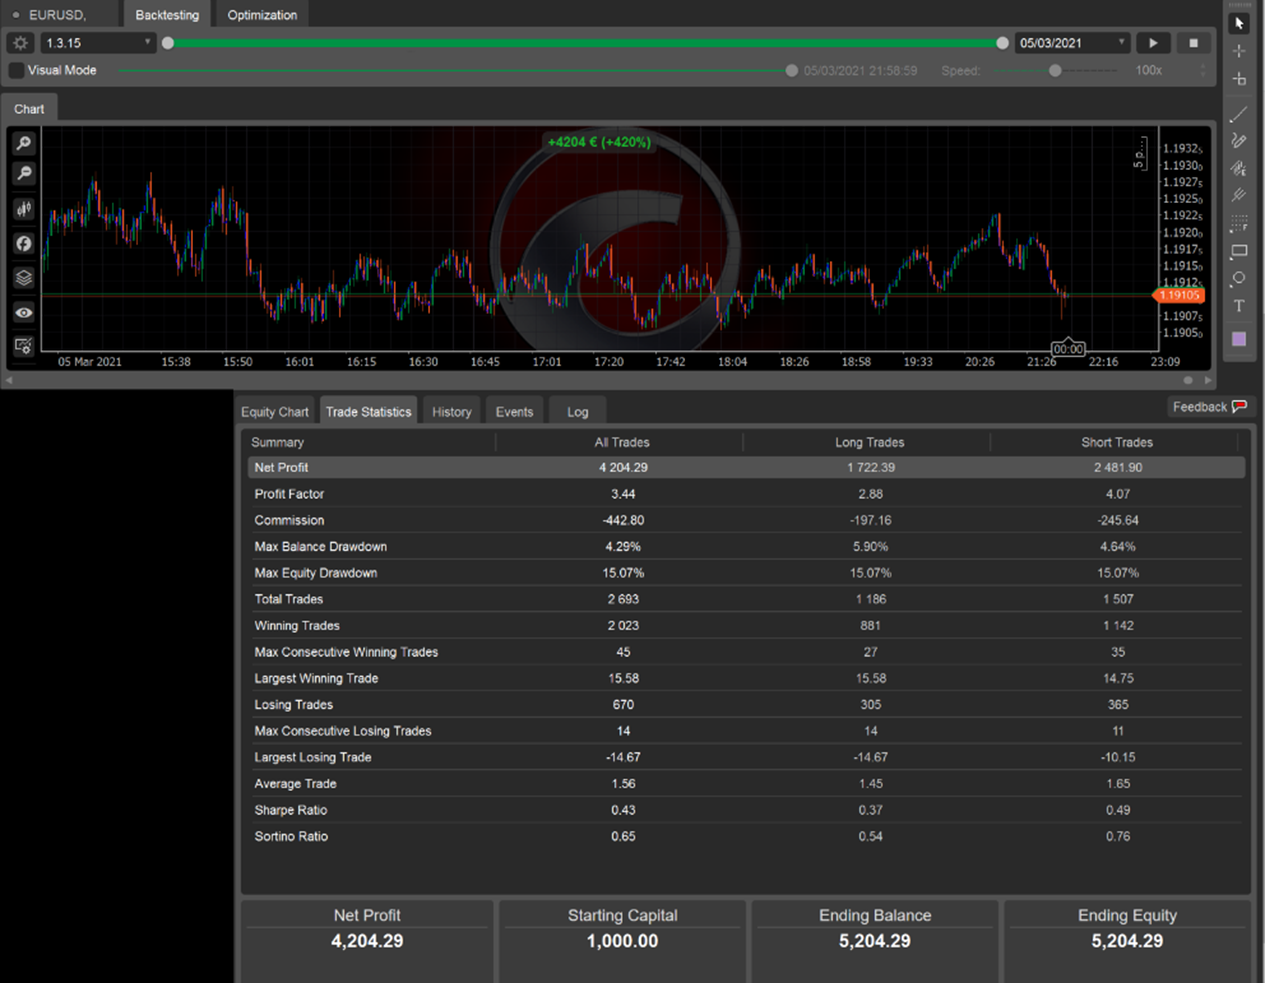 EURUSD, Backtesting Optimization
1.3.15 05/03/2021
Visual Mode 05/03/2021 21:58:59 Speed: 100x
Chart
+4204 € (+420%)
5 p...
1.1932₅
1.1930₀
1.1927₅
1.1925₀
1.1922₅
1.1920₀
1.1917₅
1.1915₀
1.1912₅
1.19105
1.1907₅
1.1905₀
00:00
05 Mar 2021 15:38 15:50 16:01 16:15 16:30 16:45 17:01 17:20 17:42 18:04 18:26 18:58 19:33 20:26 21:26 22:16 23:09
Equity Chart Trade Statistics History Events Log Feedback
Summary All Trades Long Trades Short Trades
Net Profit 4 204.29 1 722.39 2 481.90
Profit Factor 3.44 2.88 4.07
Commission -442.80 -197.16 -245.64
Max Balance Drawdown 4.29% 5.90% 4.64%
Max Equity Drawdown 15.07% 15.07% 15.07%
Total Trades 2 693 1 186 1 507
Winning Trades 2 023 881 1 142
Max Consecutive Winning Trades 45 27 35
Largest Winning Trade 15.58 15.58 14.75
Losing Trades 670 305 365
Max Consecutive Losing Trades 14 14 11
Largest Losing Trade -14.67 -14.67 -10.15
Average Trade 1.56 1.45 1.65
Sharpe Ratio 0.43 0.37 0.49
Sortino Ratio 0.65 0.54 0.76
Net Profit Starting Capital Ending Balance Ending Equity
4,204.29 1,000.00 5,204.29 5,204.29